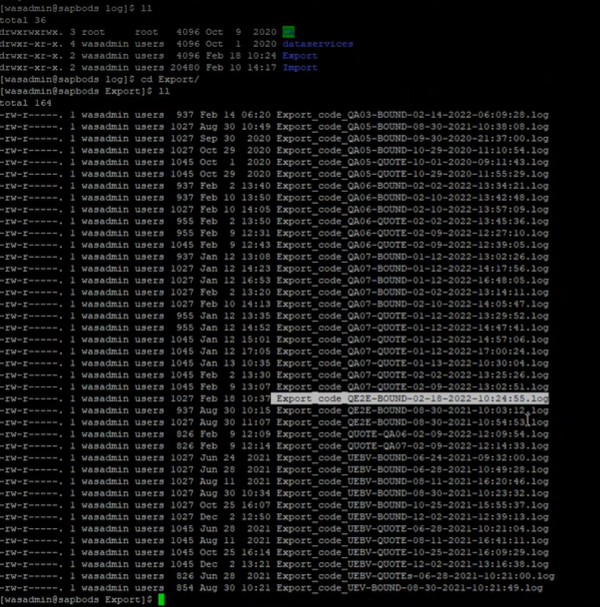 [wasadmin@sapbods log]$ ll
total 36
drwxrwxrwx. 3 root root 4096 Oct 9 2020
drwxr-xr-x. 4 wasadmin users 4096 Oct 1 2020 dataservices
drwxr-xr-x. 2 wasadmin users 4096 Feb 18 10:24 Export
drwxr-xr-x. 2 wasadmin users 20480 Feb 10 14:17 Import
[wasadmin@sapbods log]$ cd Export/
[wasadmin@sapbods Export]$ ll
total 164
-rw-r-----. 1 wasadmin users 937 Feb 14 06:20 Export_code_QA03-BOUND-02-14-2022-06:09:28.log
-rw-r-----. 1 wasadmin users 1027 Aug 30 10:49 Export_code_QA05-BOUND-08-30-2021-10:38:08.log
-rw-r-----. 1 wasadmin users 1027 Sep 30 2020 Export_code_QA05-BOUND-09-30-2020-21:37:00.log
-rw-r-----. 1 wasadmin users 1027 Oct 29 2020 Export_code_QA05-BOUND-10-29-2020-11:10:54.log
-rw-r-----. 1 wasadmin users 1045 Oct 1 2020 Export_code_QA05-QUOTE-10-01-2020-09:11:43.log
-rw-r-----. 1 wasadmin users 1045 Oct 29 2020 Export_code_QA05-QUOTE-10-29-2020-11:55:29.log
-rw-r-----. 1 wasadmin users 937 Feb 2 13:40 Export_code_QA06-BOUND-02-02-2022-13:34:21.log
-rw-r-----. 1 wasadmin users 937 Feb 10 13:50 Export_code_QA06-BOUND-02-10-2022-13:42:48.log
-rw-r-----. 1 wasadmin users 1027 Feb 10 14:05 Export_code_QA06-BOUND-02-10-2022-13:57:09.log
-rw-r-----. 1 wasadmin users 955 Feb 2 13:50 Export_code_QA06-QUOTE-02-02-2022-13:45:36.log
-rw-r-----. 1 wasadmin users 955 Feb 9 12:31 Export_code_QA06-QUOTE-02-09-2022-12:27:10.log
-rw-r-----. 1 wasadmin users 1045 Feb 9 12:43 Export_code_QA06-QUOTE-02-09-2022-12:39:05.log
-rw-r-----. 1 wasadmin users 937 Jan 12 13:08 Export_code_QA07-BOUND-01-12-2022-13:02:26.log
-rw-r-----. 1 wasadmin users 1027 Jan 12 14:23 Export_code_QA07-BOUND-01-12-2022-14:17:56.log
-rw-r-----. 1 wasadmin users 1027 Jan 12 16:53 Export_code_QA07-BOUND-01-12-2022-16:48:05.log
-rw-r-----. 1 wasadmin users 1027 Feb 2 13:20 Export_code_QA07-BOUND-02-02-2022-13:14:11.log
-rw-r-----. 1 wasadmin users 1027 Feb 10 14:13 Export_code_QA07-BOUND-02-10-2022-14:05:47.log
-rw-r-----. 1 wasadmin users 955 Jan 12 13:35 Export_code_QA07-QUOTE-01-12-2022-13:29:52.log
-rw-r-----. 1 wasadmin users 955 Jan 12 14:52 Export_code_QA07-QUOTE-01-12-2022-14:47:41.log
-rw-r-----. 1 wasadmin users 1045 Jan 12 15:01 Export_code_QA07-QUOTE-01-12-2022-14:57:06.log
-rw-r-----. 1 wasadmin users 1045 Jan 12 17:05 Export_code_QA07-QUOTE-01-12-2022-17:00:24.log
-rw-r-----. 1 wasadmin users 1045 Jan 13 10:35 Export_code_QA07-QUOTE-01-13-2022-10:30:04.log
-rw-r-----. 1 wasadmin users 1045 Feb 2 13:30 Export_code_QA07-QUOTE-02-02-2022-13:25:26.log
-rw-r-----. 1 wasadmin users 1045 Feb 9 13:07 Export_code_QA07-QUOTE-02-09-2022-13:02:51.log
-rw-r-----. 1 wasadmin users 1027 Feb 18 10:37 Export_code_QE2E-BOUND-02-18-2022-10:24:55.log
-rw-r-----. 1 wasadmin users 937 Aug 30 10:15 Export_code_QE2E-BOUND-08-30-2021-10:03:12.log
-rw-r-----. 1 wasadmin users 1027 Aug 30 11:07 Export_code_QE2E-BOUND-08-30-2021-10:54:53.log
-rw-r-----. 1 wasadmin users 826 Feb 9 12:09 Export_code_QUOTE-QA06-02-09-2022-12:09:54.log
-rw-r-----. 1 wasadmin users 826 Feb 9 12:14 Export_code_QUOTE-QA07-02-09-2022-12:14:33.log
-rw-r-----. 1 wasadmin users 1027 Jun 24 2021 Export_code_UEBV-BOUND-06-24-2021-09:32:00.log
-rw-r-----. 1 wasadmin users 1027 Jun 28 2021 Export_code_UEBV-BOUND-06-28-2021-10:49:28.log
-rw-r-----. 1 wasadmin users 1027 Aug 11 2021 Export_code_UEBV-BOUND-08-11-2021-16:20:46.log
-rw-r-----. 1 wasadmin users 1027 Aug 30 10:34 Export_code_UEBV-BOUND-08-30-2021-10:23:32.log
-rw-r-----. 1 wasadmin users 1027 Oct 25 16:07 Export_code_UEBV-BOUND-10-25-2021-15:55:37.log
-rw-r-----. 1 wasadmin users 1027 Dec 2 12:50 Export_code_UEBV-BOUND-12-02-2021-12:39:13.log
-rw-r-----. 1 wasadmin users 1045 Jun 28 2021 Export_code_UEBV-QUOTE-06-28-2021-10:21:04.log
-rw-r-----. 1 wasadmin users 1045 Aug 11 2021 Export_code_UEBV-QUOTE-08-11-2021-16:41:11.log
-rw-r-----. 1 wasadmin users 1045 Oct 25 16:14 Export_code_UEBV-QUOTE-10-25-2021-16:09:29.log
-rw-r-----. 1 wasadmin users 1045 Dec 2 13:21 Export_code_UEBV-QUOTE-12-02-2021-13:16:38.log
-rw-r-----. 1 wasadmin users 826 Jun 28 2021 Export_code_UEBV-QUOTEs-06-28-2021-10:21:00.log
-rw-r-----. 1 wasadmin users 854 Aug 30 10:21 Export_code_UEV-BOUND-08-30-2021-10:21:49.log
[wasadmin@sapbods Export]$